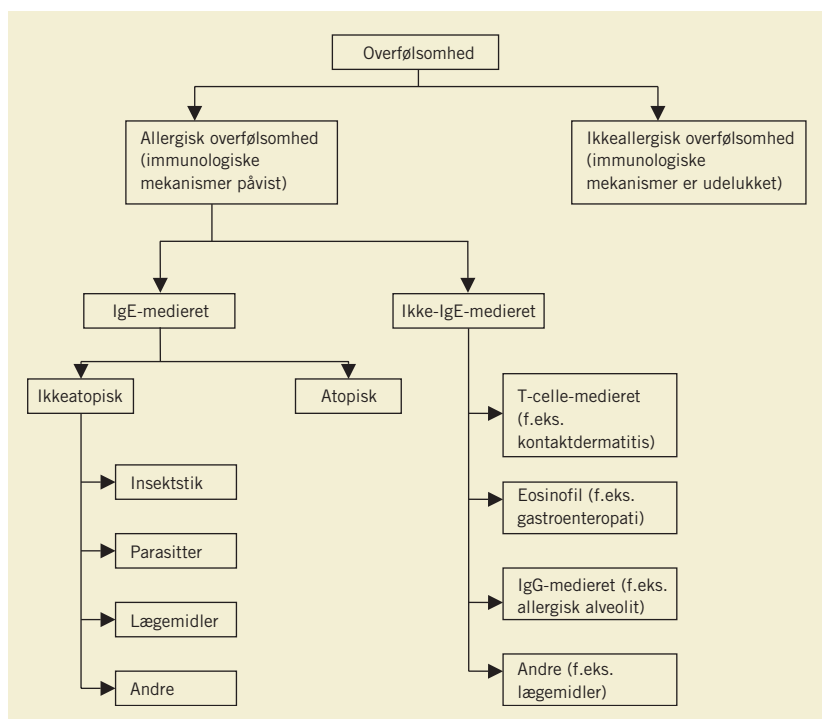 Overfølsomhed
Allergisk overfølsomhed
(immunologiske
mekanismer påvist)
Ikkeallergisk overfølsomhed
(immunologiske
mekanismer er udelukket)
IgE-medieret
Ikke-IgE-medieret
Ikkeatopisk
Atopisk
Insektstik
Parasitter
Lægemidler
Andre
T-celle-medieret
(f.eks.
kontaktdermatitis)
Eosinofil (f.eks.
gastroenteropati)
IgG-medieret (f.eks.
allergisk alveolit)
Andre (f.eks.
lægemidler)